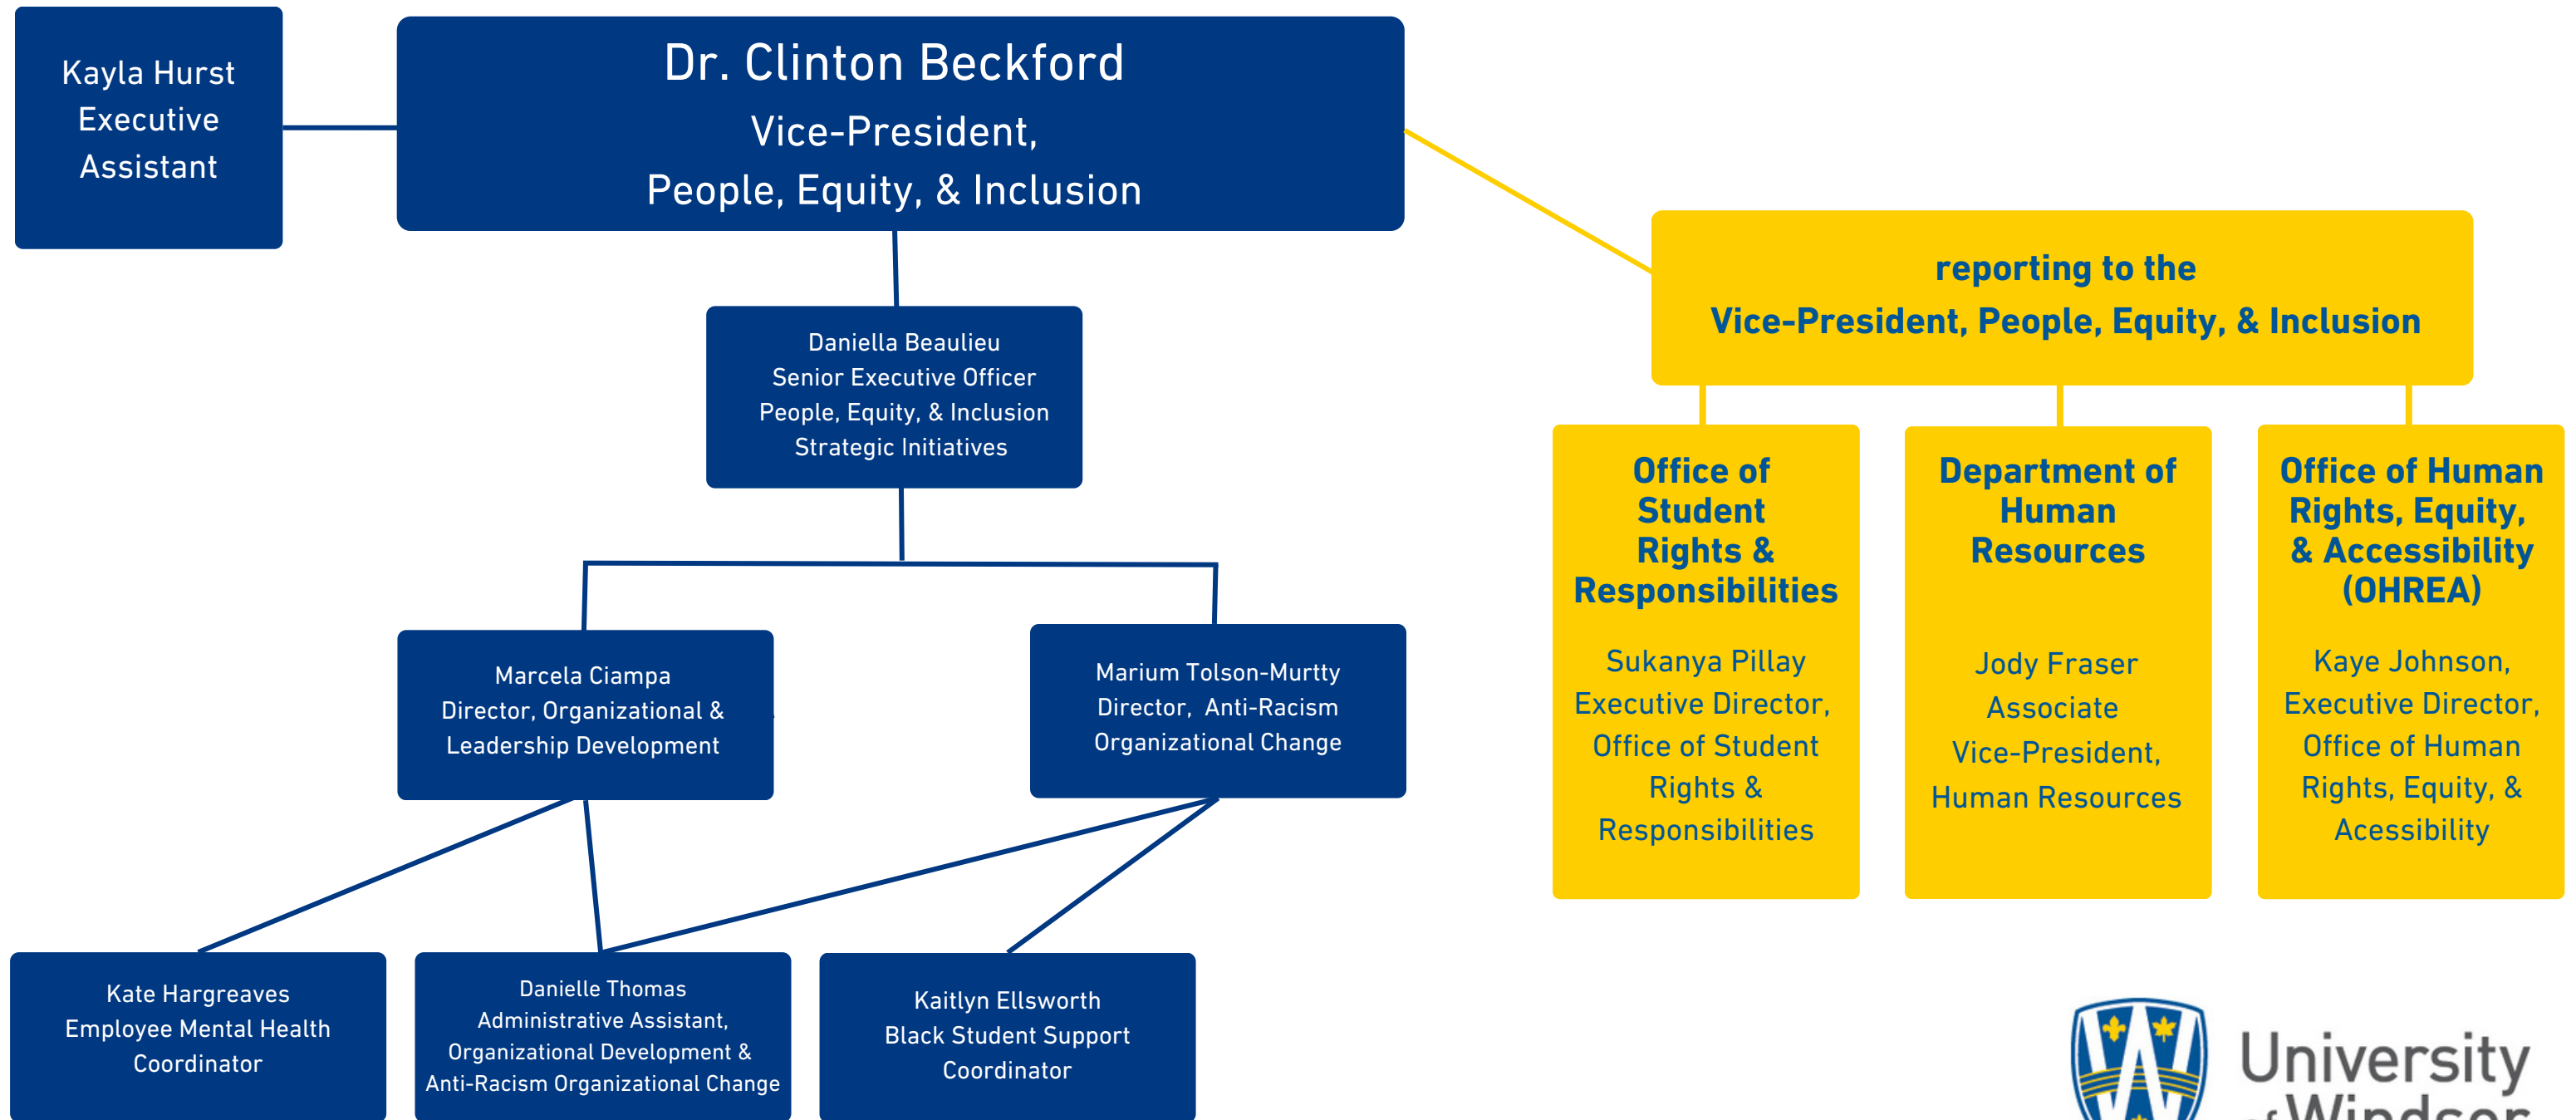 Kayla Hurst
Executive
Assistant
Dr. Clinton Beckford
Vice-President,
People, Equity, & Inclusion
reporting to the
Vice-President, People, Equity, & Inclusion
Daniella Beaulieu
Senior Executive Officer
People, Equity, & Inclusion
Strategic Initiatives
Office of
Student
Rights &
Responsibilities
Sukanya Pillay
Executive Director,
Office of Student
Rights &
Responsibilities
Department of
Human
Resources
Jody Fraser
Associate
Vice-President,
Human Resources
Office of Human
Rights, Equity,
& Accessibility
(OHREA)
Kaye Johnson,
Executive Director,
Office of Human
Rights, Equity, &
Acessibility
Marcela Ciampa
Director, Organizational &
Leadership Development
Marium Tolson-Murtty
Director, Anti-Racism
Organizational Change
Kate Hargreaves
Employee Mental Health
Coordinator
Danielle Thomas
Administrative Assistant,
Organizational Development &
Anti-Racism Organizational Change
Kaitlyn Ellsworth
Black Student Support
Coordinator
University
of Windsor